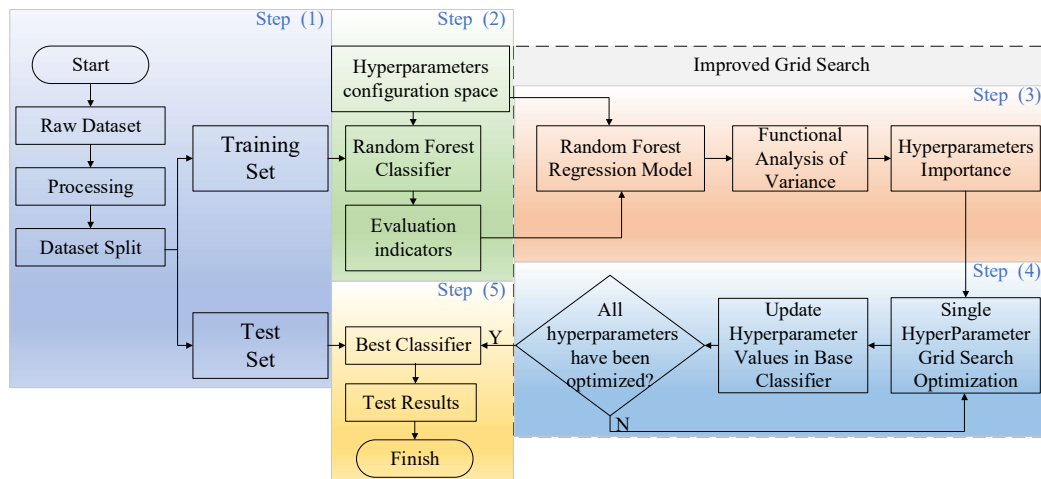 Step (1)
Start
Raw Dataset
Processing
Dataset Split
Training
Set
Test
Set
Step (2)
Hyperparameters
configuration space
Random Forest
Classifier
Evaluation
indicators
Improved Grid Search
Step (3)
Random Forest
Regression Model
Functional
Analysis of
Variance
Hyperparameters
Importance
Step (4)
Single
HyperParameter
Grid Search
Optimization
Update
Hyperparameter
Values in Base
Classifier
All
hyperparameters
have been
optimized?
Y
N
Step (5)
Best Classifier
Test Results
Finish